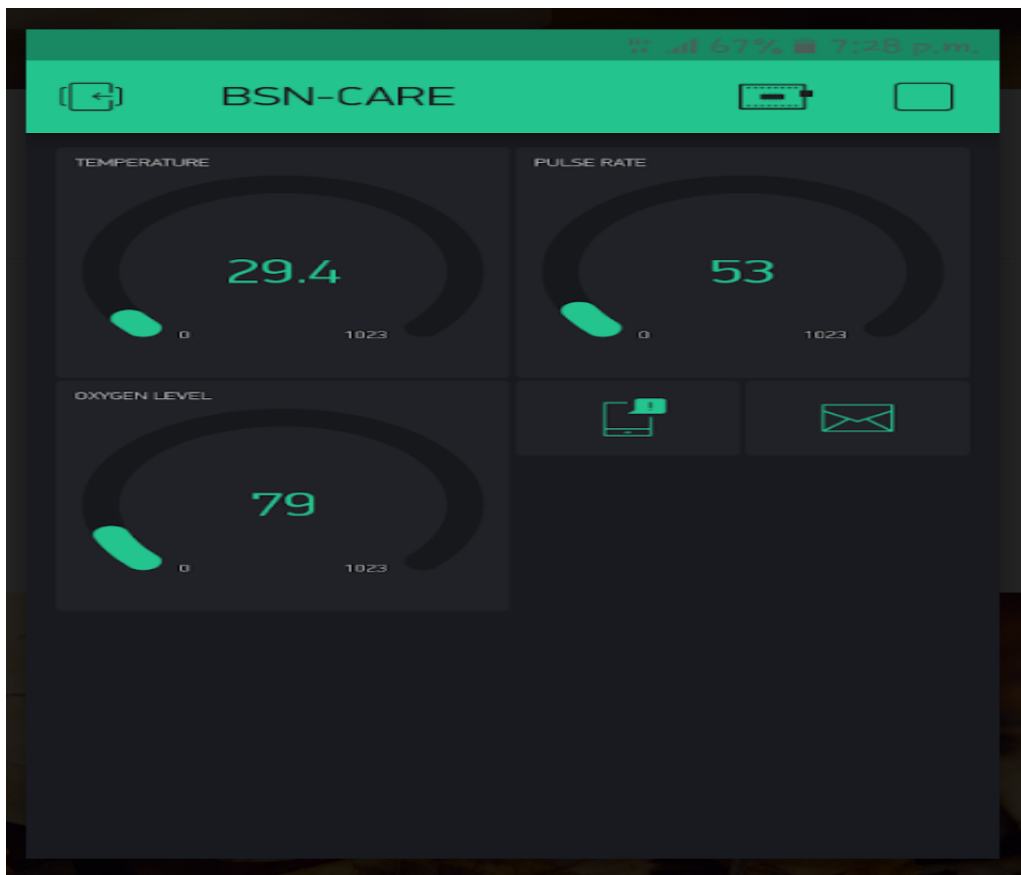 67% 7:28 p.m.
BSN-CARE
TEMPERATURE
29.4
0 1023
PULSE RATE
53
0 1023
OXYGEN LEVEL
79
0 1023
!